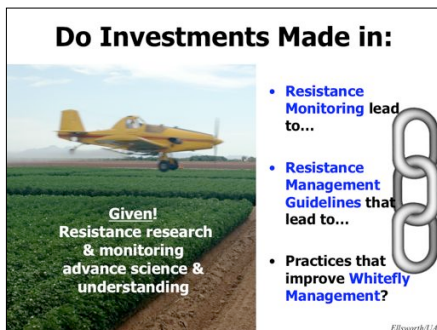 Do Investments Made in:
• Resistance
Monitoring lead
to...
• Resistance
Management
Guidelines that
lead to...
• Practices that
improve Whitefly
Management?
Given!
Resistance research
& monitoring
advance science &
understanding
Ellsworth/UA